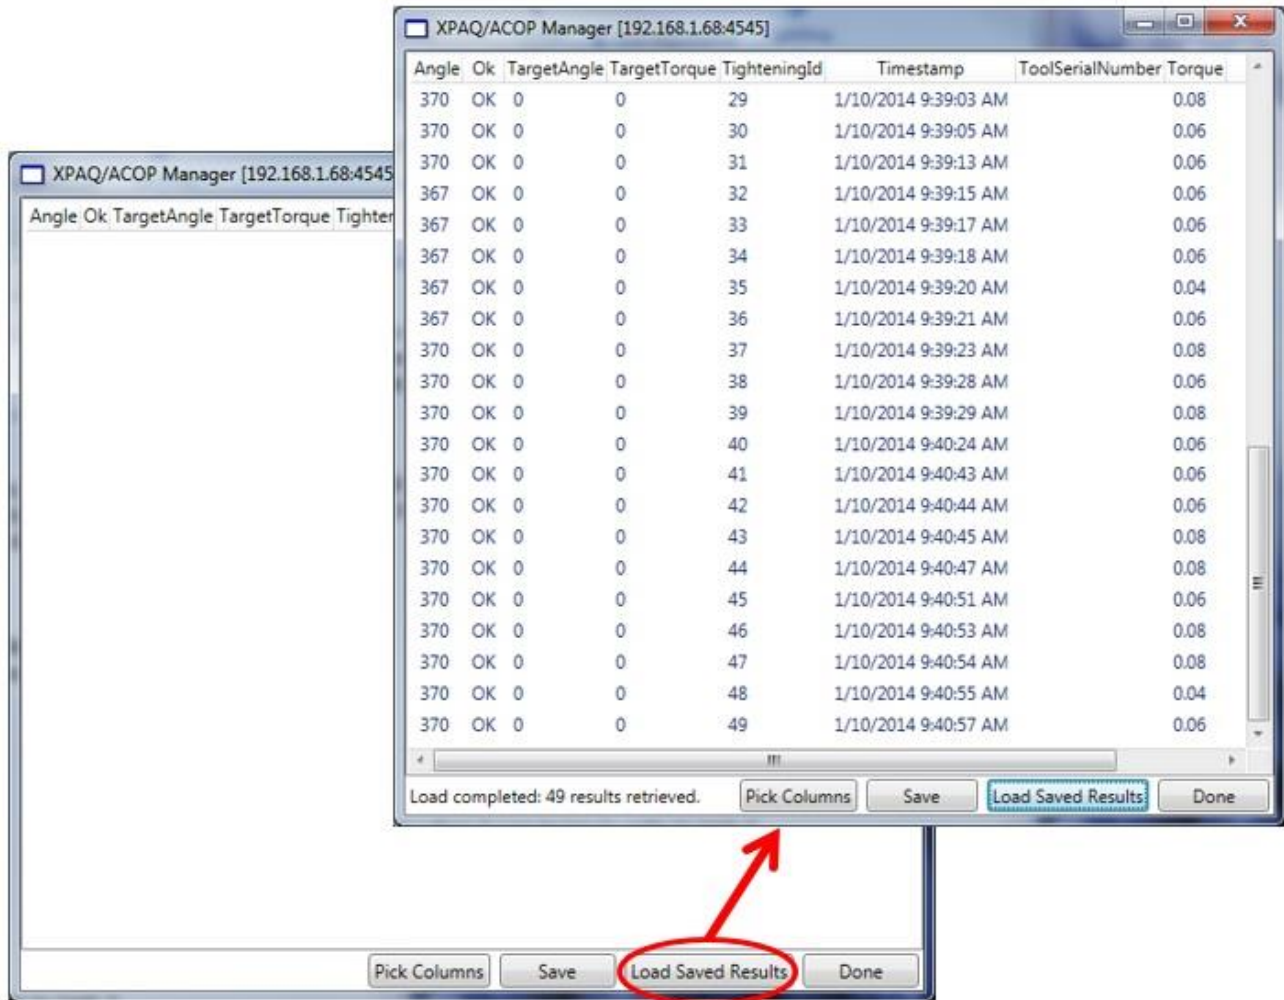 XPAQ/ACOP Manager [192.168.1.68:4545]
Angle Ok TargetAngle TargetTorque TighteningId Timestamp ToolSerialNumber Torque
370 OK 0 0 29 1/10/2014 9:39:03 AM 0.08
370 OK 0 0 30 1/10/2014 9:39:05 AM 0.06
370 OK 0 0 31 1/10/2014 9:39:13 AM 0.06
367 OK 0 0 32 1/10/2014 9:39:15 AM 0.06
367 OK 0 0 33 1/10/2014 9:39:17 AM 0.06
367 OK 0 0 34 1/10/2014 9:39:18 AM 0.06
367 OK 0 0 35 1/10/2014 9:39:20 AM 0.04
367 OK 0 0 36 1/10/2014 9:39:21 AM 0.06
370 OK 0 0 37 1/10/2014 9:39:23 AM 0.08
370 OK 0 0 38 1/10/2014 9:39:28 AM 0.06
370 OK 0 0 39 1/10/2014 9:39:29 AM 0.08
370 OK 0 0 40 1/10/2014 9:40:24 AM 0.06
370 OK 0 0 41 1/10/2014 9:40:43 AM 0.06
370 OK 0 0 42 1/10/2014 9:40:44 AM 0.06
370 OK 0 0 43 1/10/2014 9:40:45 AM 0.08
370 OK 0 0 44 1/10/2014 9:40:47 AM 0.08
370 OK 0 0 45 1/10/2014 9:40:51 AM 0.06
370 OK 0 0 46 1/10/2014 9:40:53 AM 0.08
370 OK 0 0 47 1/10/2014 9:40:54 AM 0.08
370 OK 0 0 48 1/10/2014 9:40:55 AM 0.04
370 OK 0 0 49 1/10/2014 9:40:57 AM 0.06
Load completed: 49 results retrieved. Pick Columns Save Load Saved Results Done
XPAQ/ACOP Manager [192.168.1.68:4545
Angle Ok TargetAngle TargetTorque Tighter
Pick Columns Save Load Saved Results Done